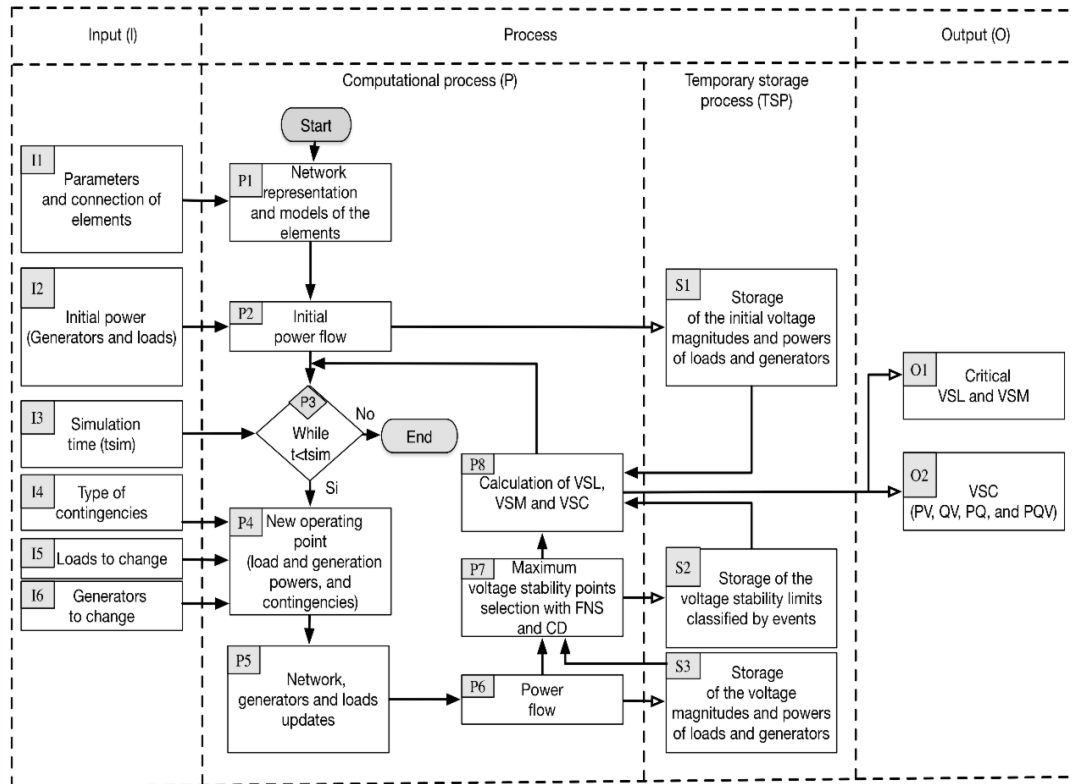 Input (I)
Process
Output (O)
Computational process (P)
Temporary storage
process (TSP)
Start
I1
Parameters
and connection of
elements
P1
Network
representation
and models of the
elements
I2
Initial power
(Generators and loads)
P2
Initial
power flow
S1
Storage
of the initial voltage
magnitudes and powers
of loads and generators
I3
Simulation
time (tsim)
P3
While
t<tsim
No
End
Si
O1
Critical
VSL and VSM
I4
Type of
contingencies
I5
Loads to change
I6
Generators
to change
P4
New operating
point
(load and generation
powers, and
contingencies)
P8
Calculation of VSL,
VSM and VSC
O2
VSC
(PV, QV, PQ, and PQV)
P7
Maximum
voltage stability points
selection with FNS
and CD
S2
Storage of the
voltage stability limits
classified by events
P5
Network,
generators and loads
updates
P6
Power
flow
S3
Storage
of the voltage
magnitudes and powers
of loads and generators